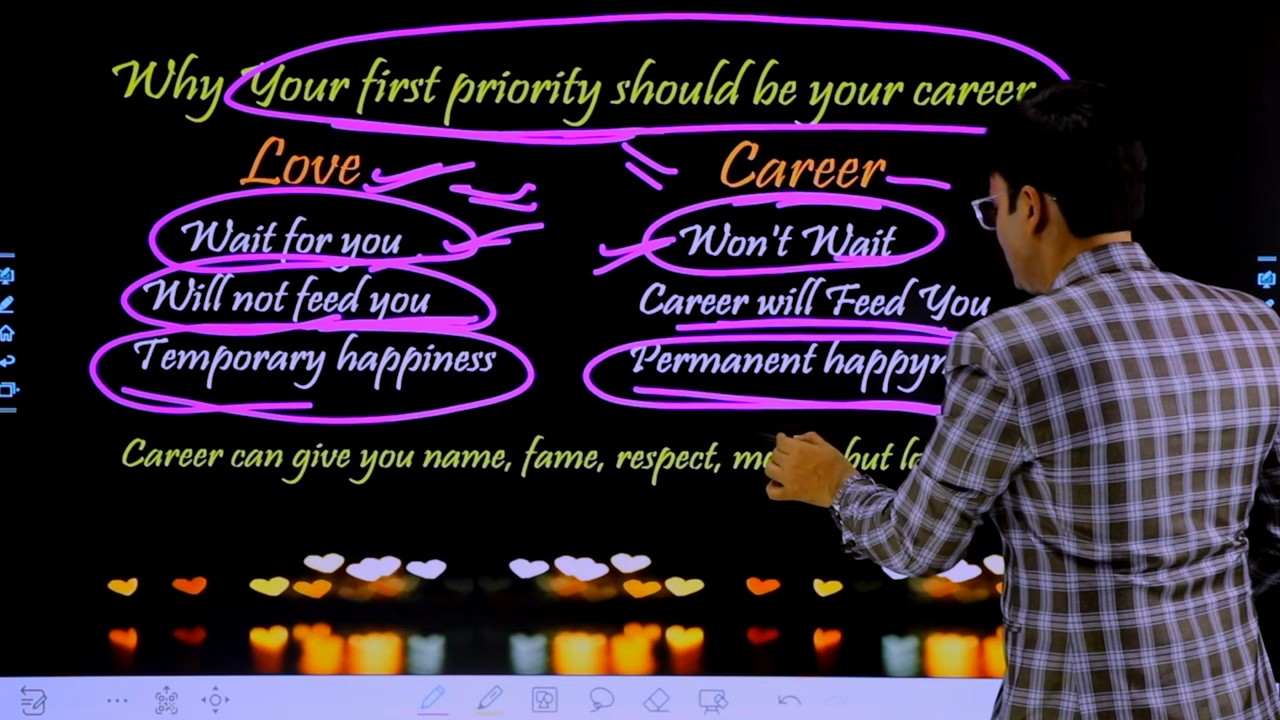 Why Your first priority should be your career
Love Career
Wait for you Won't Wait
Will not feed you Career will Feed You
Temporary happiness Permanent
Career can give you name, fame, respect, but